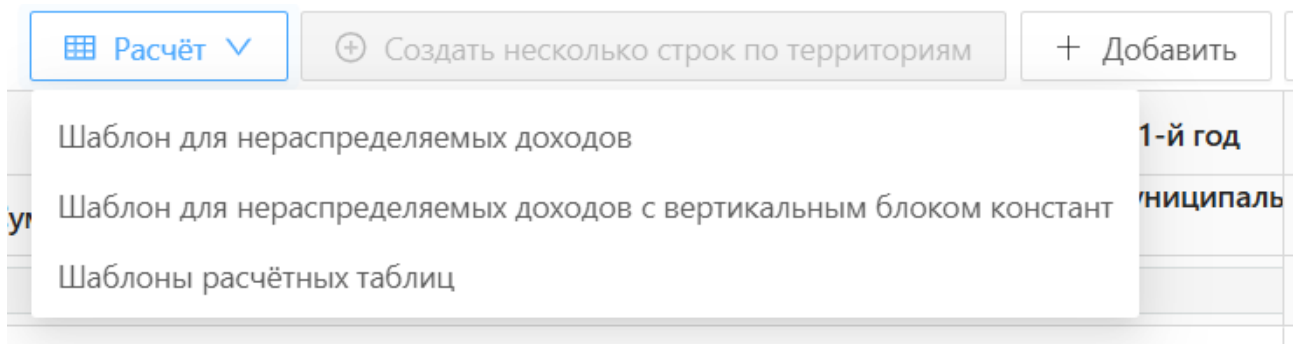 Расчёт
Создать несколько строк по территориям
+ Добавить
Шаблон для нераспределяемых доходов
1-й год
Шаблон для нераспределяемых доходов с вертикальным блоком констант
Шаблоны расчётных таблиц